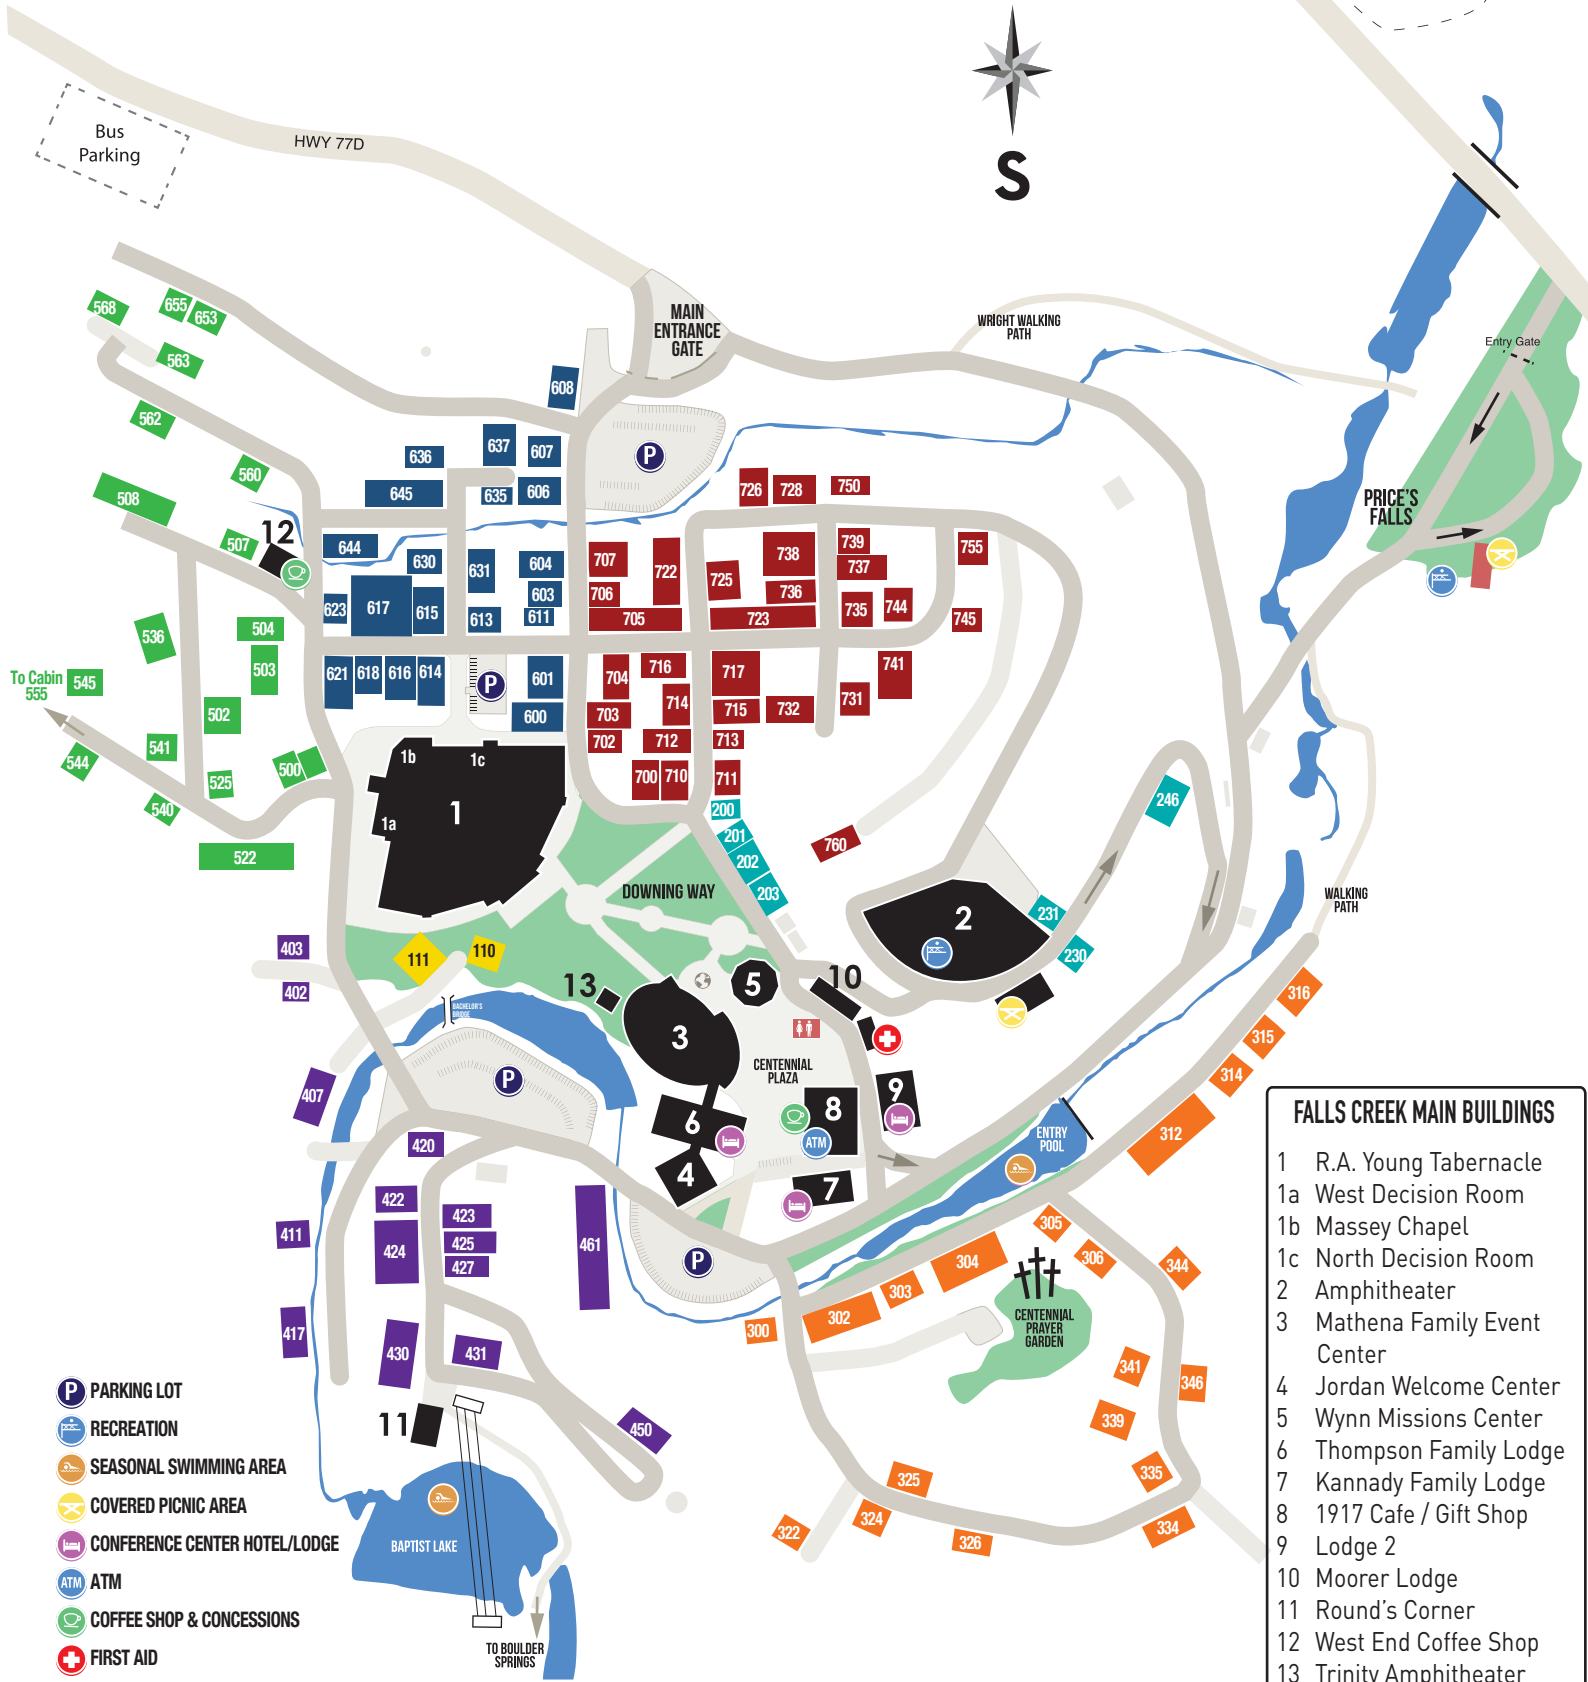 Bus
Parking
HWY 77D
S
MAIN
ENTRANCE
GATE
WRIGHT WALKING
PATH
Entry Gate
PRICE'S
FALLS
568
655
653
563
562
560
508
507
12
504
536
503
To Cabin
555
545
502
541
544
500
525
540
522
608
637
607
636
645
635
606
644
630
631
604
603
611
623
617
615
613
621
618
616
614
601
600
P
P
726
728
750
707
722
738
739
755
725
737
706
736
705
723
735
744
745
704
716
717
741
703
714
715
732
731
702
712
713
700
710
711
760
200
201
202
203
246
231
230
1b
1c
1
1a
DOWNING WAY
2
WALKING
PATH
403
402
111
110
13
BACHELOR'S
BRIDGE
5
10
3
CENTENNIAL
PLAZA
9
8
6
ATM
4
7
P
P
407
420
422
423
424
425
427
411
417
430
431
461
450
11
BAPTIST LAKE
TO BOULDER
SPRINGS
ENTRY
POOL
316
315
314
312
305
306
304
303
302
300
344
CENTENNIAL
PRAYER
GARDEN
341
346
339
335
334
325
324
322
326
P PARKING LOT
RECREATION
SEASONAL SWIMMING AREA
COVERED PICNIC AREA
CONFERENCE CENTER HOTEL/LODGE
ATM ATM
COFFEE SHOP & CONCESSIONS
FIRST AID
FALLS CREEK MAIN BUILDINGS
1 R.A. Young Tabernacle
1a West Decision Room
1b Massey Chapel
1c North Decision Room
2 Amphitheater
3 Mathena Family Event
Center
4 Jordan Welcome Center
5 Wynn Missions Center
6 Thompson Family Lodge
7 Kannady Family Lodge
8 1917 Cafe / Gift Shop
9 Lodge 2
10 Moorer Lodge
11 Round's Corner
12 West End Coffee Shop
13 Trinity Amphitheater